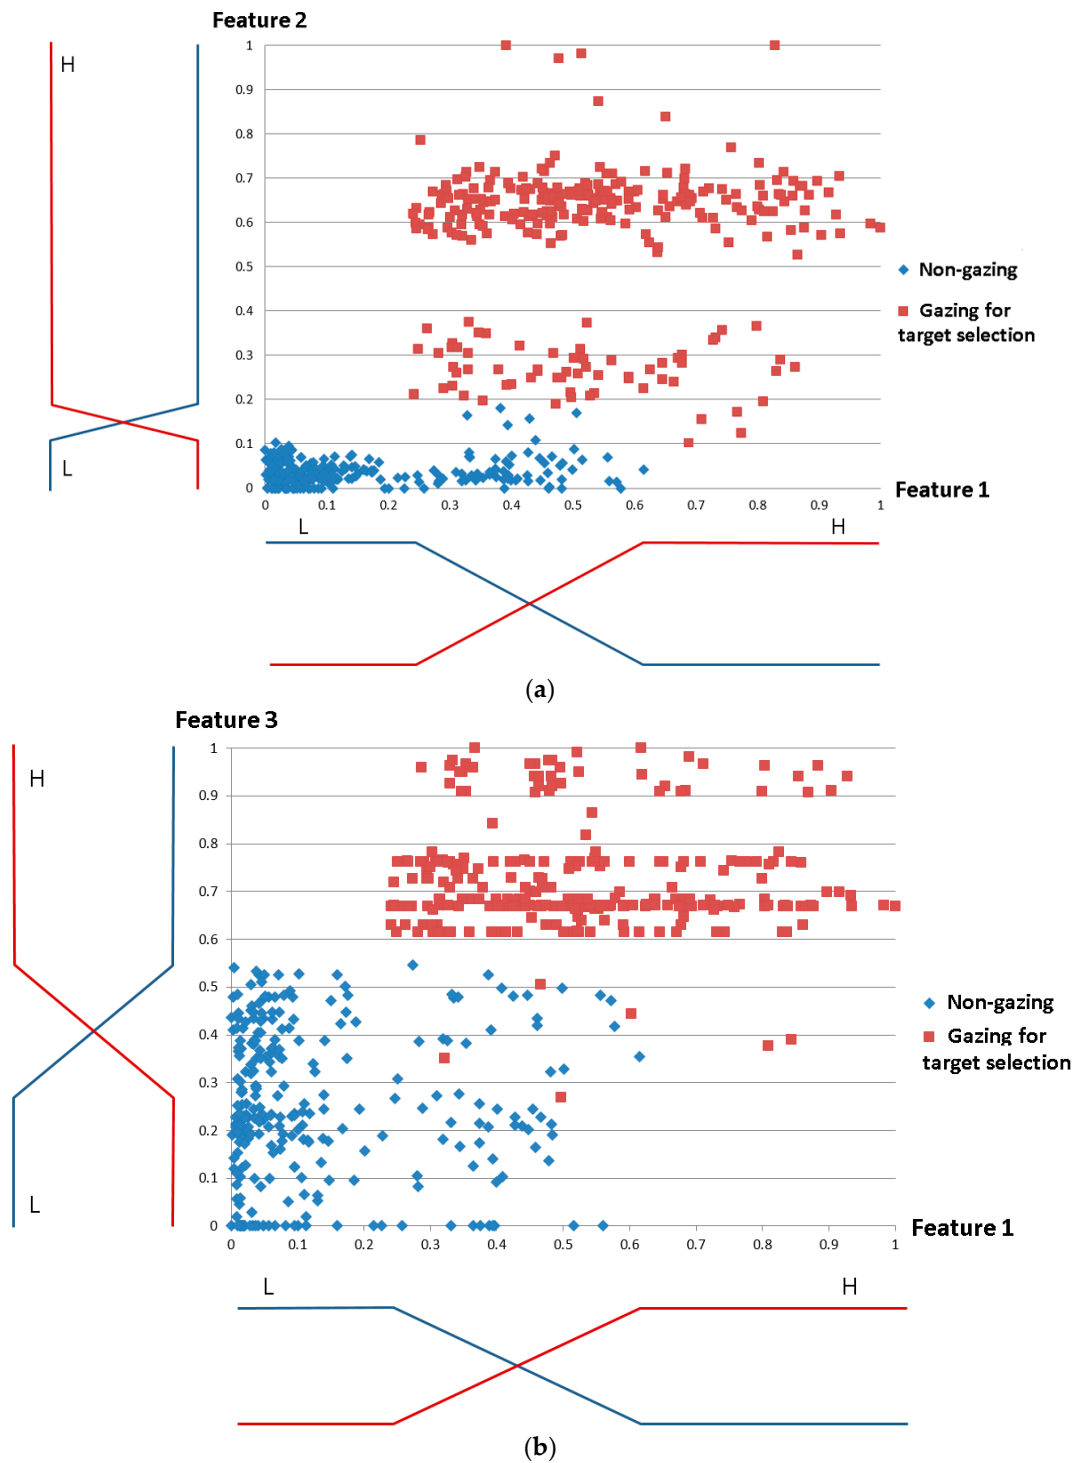 Feature 2
H
L
1
0.9
0.8
0.7
0.6
0.5
0.4
0.3
0.2
0.1
0
0 0.1 0.2 0.3 0.4 0.5 0.6 0.7 0.8 0.9 1
Feature 1
Non-gazing
Gazing for
target selection
L H
(a)
Feature 3
H
L
1
0.9
0.8
0.7
0.6
0.5
0.4
0.3
0.2
0.1
0
0 0.1 0.2 0.3 0.4 0.5 0.6 0.7 0.8 0.9 1
Feature 1
Non-gazing
Gazing for
target selection
L H
(b)